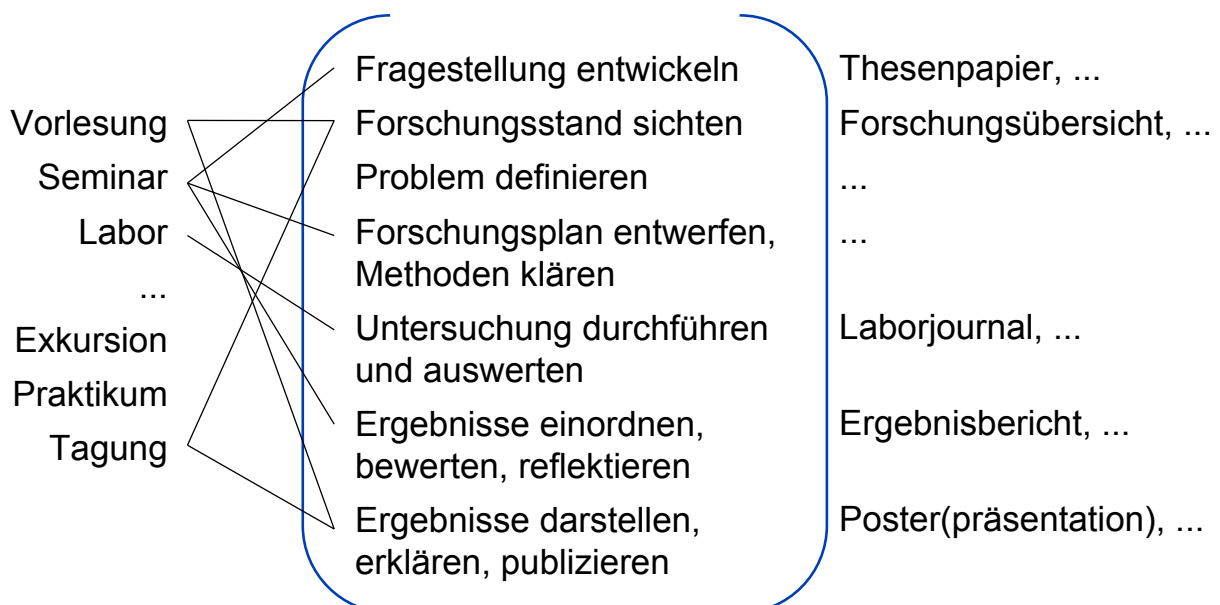 Vorlesung
Seminar
Labor
...
Exkursion
Praktikum
Tagung
Fragestellung entwickeln
Forschungsstand sichten
Problem definieren
Forschungsplan entwerfen,
Methoden klären
Untersuchung durchführen
und auswerten
Ergebnisse einordnen,
bewerten, reflektieren
Ergebnisse darstellen,
erklären, publizieren
Thesenpapier, ...
Forschungsübersicht, ...
...
...
Laborjournal, ...
Ergebnisbericht, ...
Poster(präsentation), ...